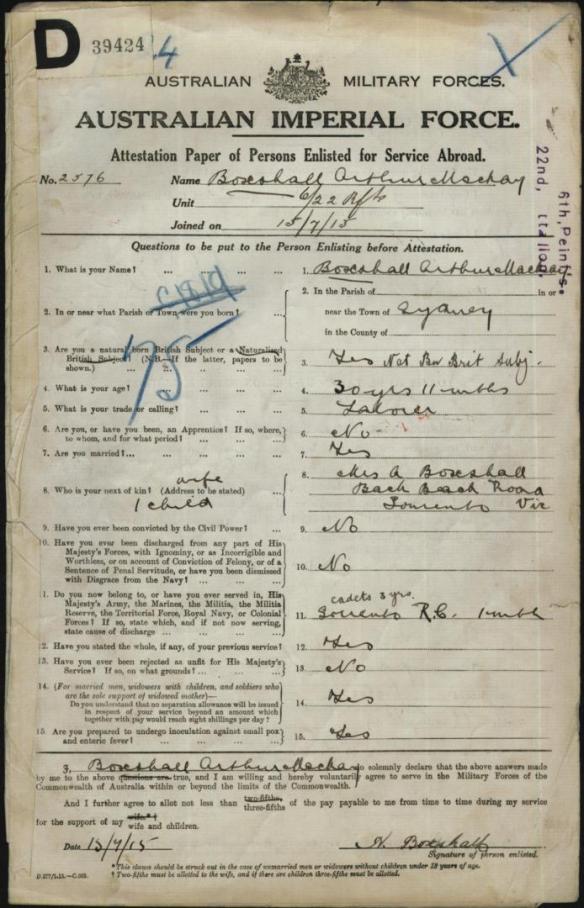 D 39424 4 X
AUSTRALIAN MILITARY FORCES.
AUSTRALIAN IMPERIAL FORCE.
Attestation Paper of Persons Enlisted for Service Abroad.
No. 2576 Name Boxshall Arthur Mackay
Unit 6/22 Rfts
Joined on 15/7/15
22nd, 6th, Reinf's.
Questions to be put to the Person Enlisting before Attestation.
1. What is your Name? ... ... ... 1. Boxshall Arthur Mackay
2. In or near what Parish or Town were you born? ... 2. In the Parish of in or
near the Town of Sydney
in the County of
3. Are you a natural born British Subject or a Naturalised
British Subject? (N.B.—If the latter, papers to be
shown.) 3. Yes Nat Bn Brit Subj.
4. What is your age? ... ... ... 4. 30 yrs 11 mths
5. What is your trade or calling? ... ... ... 5. Laborer
6. Are you, or have you been, an Apprentice? If so, where,
to whom, and for what period? ... ... ... 6. No
7. Are you married? ... ... ... 7. Yes
8. Who is your next of kin? (Address to be stated) ... wife
1 child
8. Mrs A Boxshall
Back Beach Road
Sorrento Vic
9. Have you ever been convicted by the Civil Power? ... 9. No
10. Have you ever been discharged from any part of His
Majesty's Forces, with Ignominy, or as Incorrigible and
Worthless, or on account of Conviction of Felony, or of a
Sentence of Penal Servitude, or have you been dismissed
with Disgrace from the Navy? ... ... ... 10. No
1. Do you now belong to, or have you ever served in, His
Majesty's Army, the Marines, the Militia, the Militia
Reserve, the Territorial Force, Royal Navy, or Colonial
Forces? If so, state which, and if not now serving,
state cause of discharge ... ... ... 11. cadets 3 yrs.
Sorrento R.C. 1 mth
12. Have you stated the whole, if any, of your previous service? 12. Yes
13. Have you ever been rejected as unfit for His Majesty's
Service? If so, on what grounds? ... ... 13 No
14. (For married men, widowers with children, and soldiers who
are the sole support of widowed mother)—
Do you understand that no separation allowance will be issued
in respect of your service beyond an amount which
together with pay would reach eight shillings per day? 14. Yes
15. Are you prepared to undergo inoculation against small pox
and enteric fever? ... ... ... 15. Yes
I, Boxshall Arthur Mackay solemnly declare that the above answers made
by me to the above questions are true, and I am willing and hereby voluntarily agree to serve in the Military Forces of the
Commonwealth of Australia within or beyond the limits of the Commonwealth.
And I further agree to allot not less than two-fifths three-fifths of the pay payable to me from time to time during my service
for the support of my wife*† wife and children.
Date 15/7/15 A. Boxshall
Signature of person enlisted.
* This clause should be struck out in the case of unmarried men or widowers without children under 18 years of age.
† Two-fifths must be allotted to the wife, and if there are children three-fifths must be allotted.